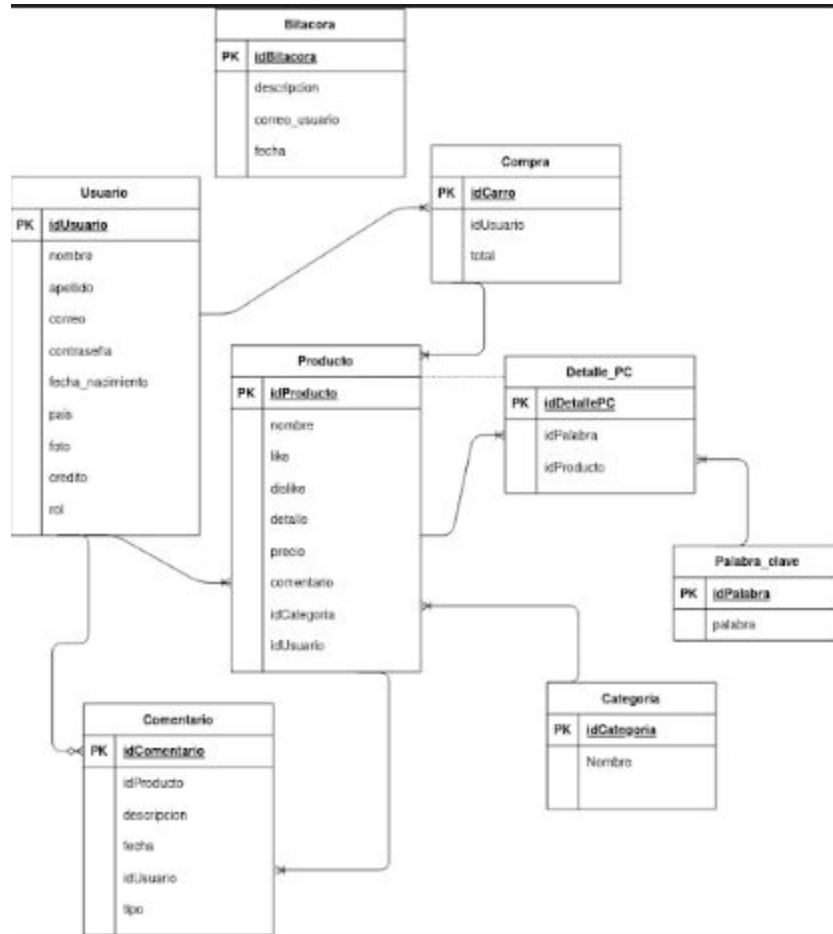 Bitacora
PK idBitacora
descripcion
correo_usuario
fecha
Compra
PK idCarro
idUsuario
total
Usuario
PK idUsuario
nombre
apellido
correo
contraseña
fecha_nacimiento
pais
foto
credito
rol
Producto
PK idProducto
nombre
like
dislike
detalle
precio
comentario
idCategoria
idUsuario
Detalle_PC
PK idDetallePC
idPalabra
idProducto
Palabra_clave
PK idPalabra
palabra
Categoria
PK idCategoria
Nombre
Comentario
PK idComentario
idProducto
descripcion
fecha
idUsuario
tipo